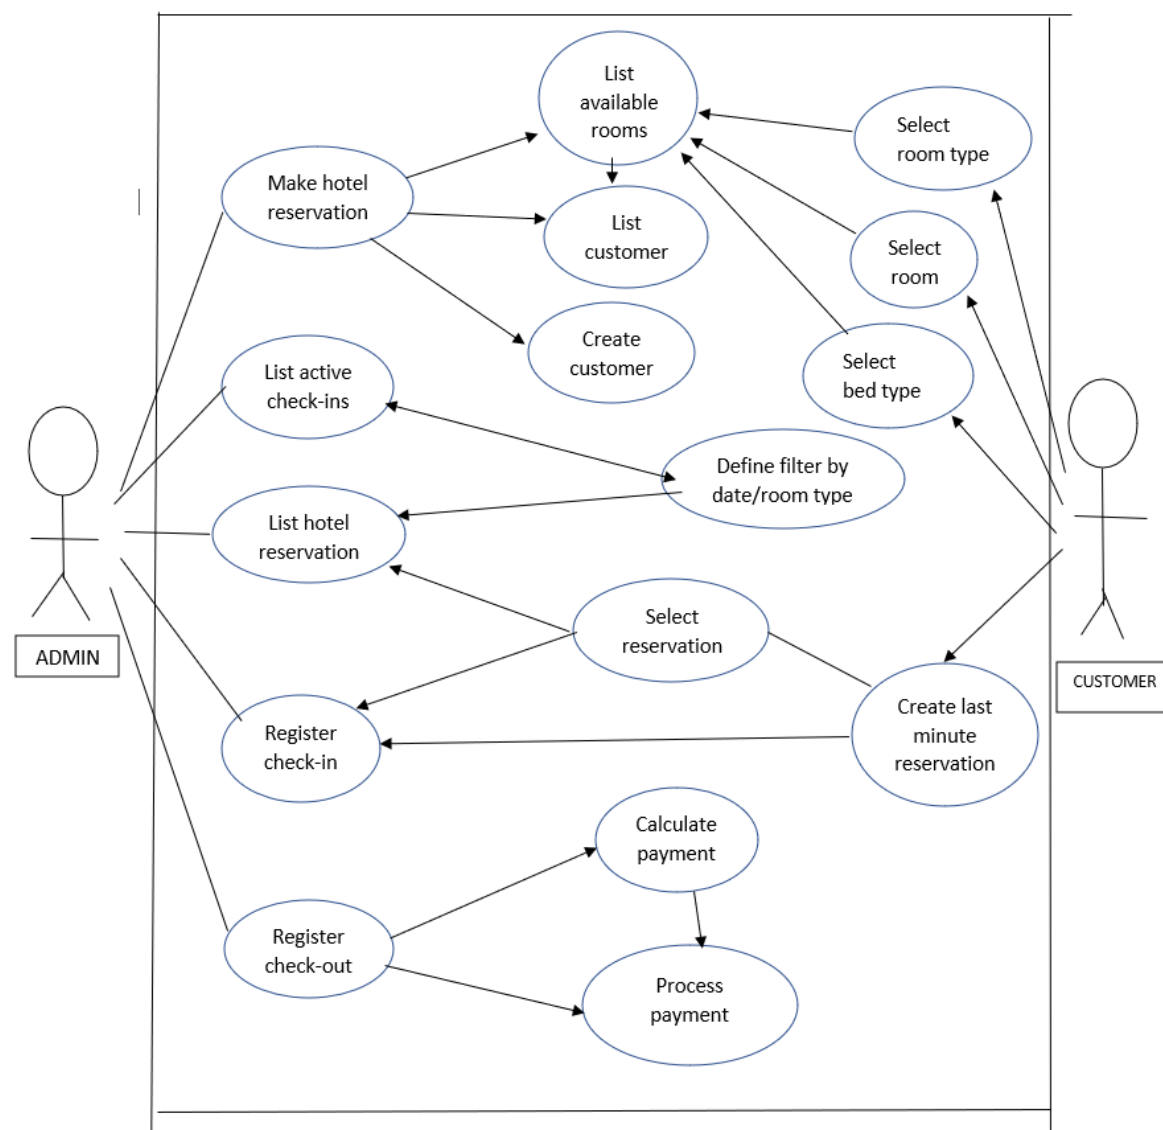 List
available
rooms
Select
room type
Make hotel
reservation
List
customer
Select
room
Create
customer
List active
check-ins
Select
bed type
Define filter by
date/room type
List hotel
reservation
Select
reservation
ADMIN
CUSTOMER
Register
check-in
Create last
minute
reservation
Calculate
payment
Register
check-out
Process
payment